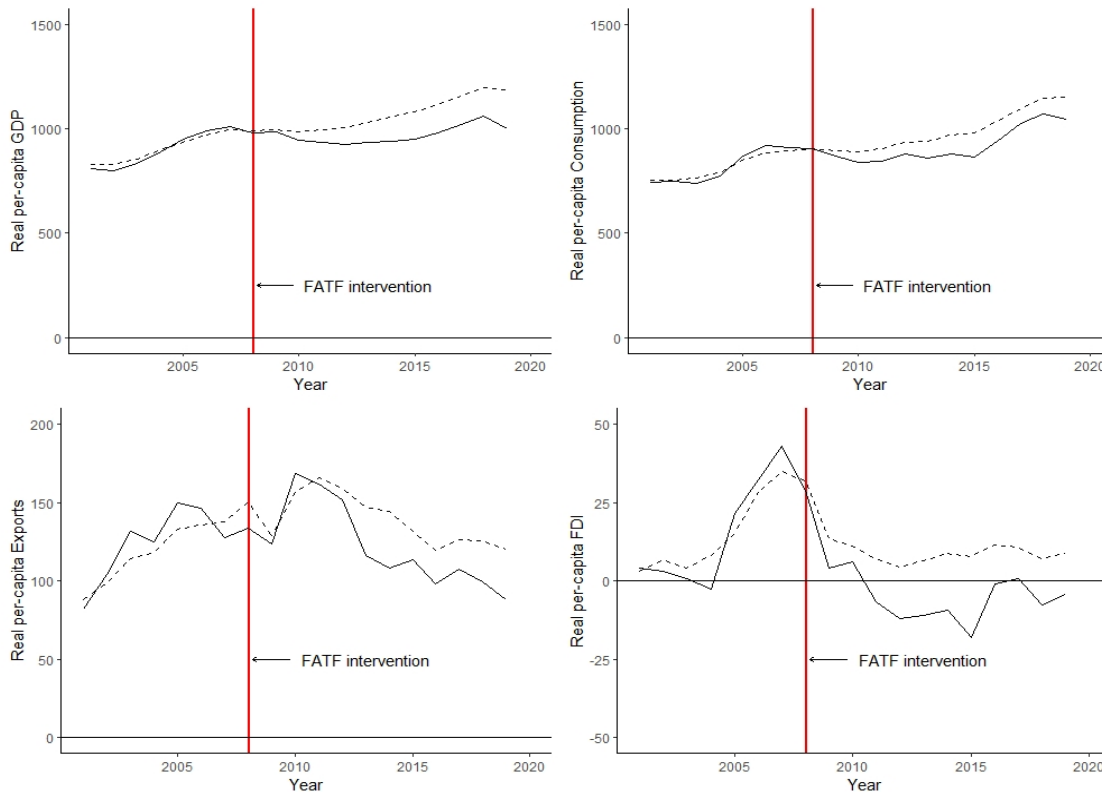 1500
1000
500
0
Real per-capita GDP
FATF intervention
2005
2010
2015
2020
Year
1500
1000
500
0
Real per-capita Consumption
FATF intervention
2005
2010
2015
2020
Year
200
150
100
50
0
Real per-capita Exports
FATF intervention
2005
2010
2015
2020
Year
50
25
0
-25
-50
Real per-capita FDI
FATF intervention
2005
2010
2015
2020
Year